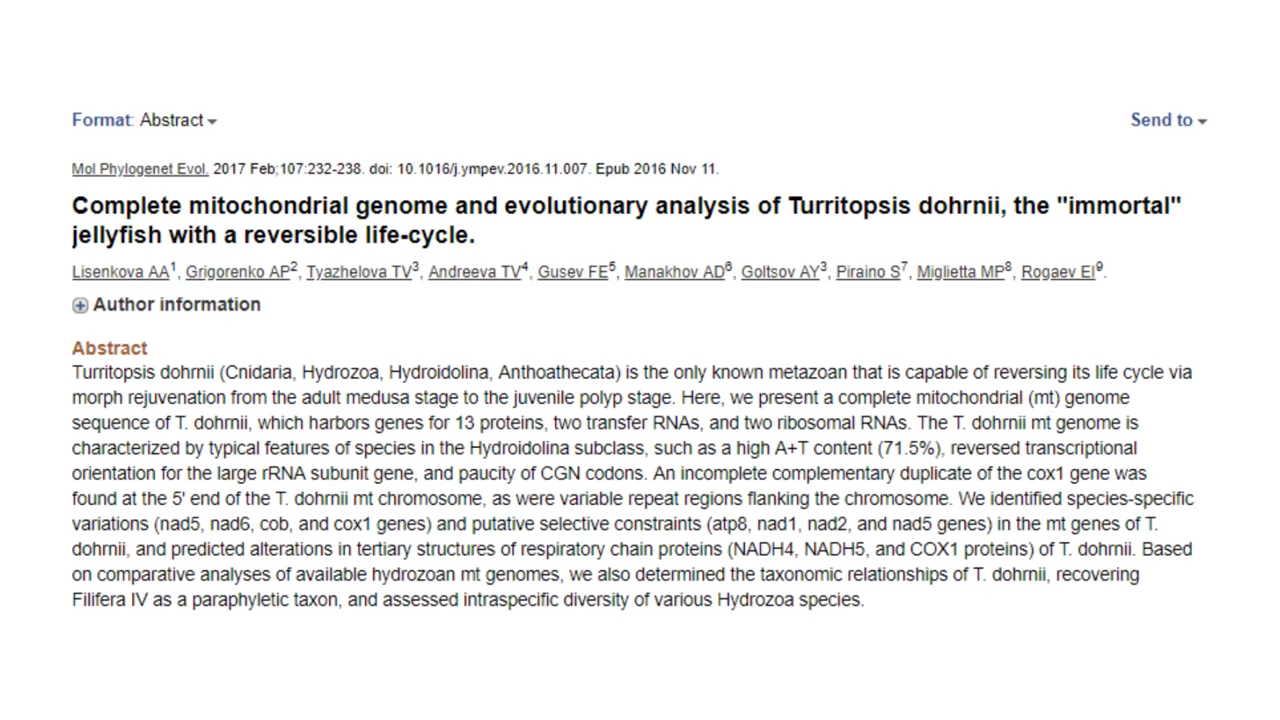 Format: Abstract
Send to
Mol Phylogenet Evol. 2017 Feb;107:232-238. doi: 10.1016/j.ympev.2016.11.007. Epub 2016 Nov 11.
Complete mitochondrial genome and evolutionary analysis of Turritopsis dohrnii, the "immortal"
jellyfish with a reversible life-cycle.
Lisenkova AA1, Grigorenko AP2, Tyazhelova TV3, Andreeva TV4, Gusev FE5, Manakhov AD6, Goltsov AY3, Piraino S7, Miglietta MP8, Rogaev EI9.
Author information
Abstract
Turritopsis dohrnii (Cnidaria, Hydrozoa, Hydroidolina, Anthoathecata) is the only known metazoan that is capable of reversing its life cycle via
morph rejuvenation from the adult medusa stage to the juvenile polyp stage. Here, we present a complete mitochondrial (mt) genome
sequence of T. dohrnii, which harbors genes for 13 proteins, two transfer RNAs, and two ribosomal RNAs. The T. dohrnii mt genome is
characterized by typical features of species in the Hydroidolina subclass, such as a high A+T content (71.5%), reversed transcriptional
orientation for the large rRNA subunit gene, and paucity of CGN codons. An incomplete complementary duplicate of the cox1 gene was
found at the 5' end of the T. dohrnii mt chromosome, as were variable repeat regions flanking the chromosome. We identified species-specific
variations (nad5, nad6, cob, and cox1 genes) and putative selective constraints (atp8, nad1, nad2, and nad5 genes) in the mt genes of T.
dohrnii, and predicted alterations in tertiary structures of respiratory chain proteins (NADH4, NADH5, and COX1 proteins) of T. dohrnii. Based
on comparative analyses of available hydrozoan mt genomes, we also determined the taxonomic relationships of T. dohrnii, recovering
Filifera IV as a paraphyletic taxon, and assessed intraspecific diversity of various Hydrozoa species.